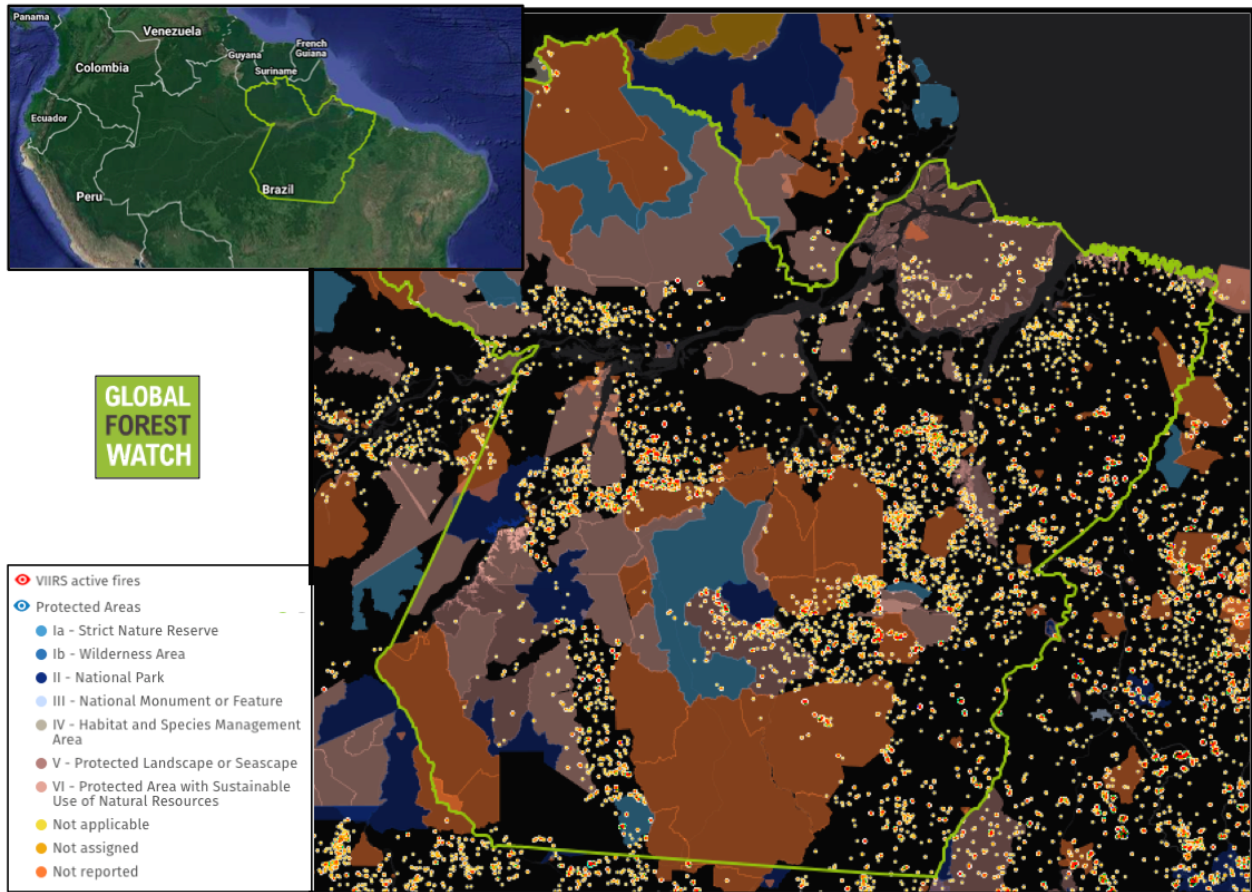 Panama
Venezuela
Guyana
French
Guiana
Suriname
Colombia
Ecuador
Peru
Brazil
GLOBAL
FOREST
WATCH
VIIRS active fires
Protected Areas
Ia - Strict Nature Reserve
Ib - Wilderness Area
II - National Park
III - National Monument or Feature
IV - Habitat and Species Management
Area
V - Protected Landscape or Seascape
VI - Protected Area with Sustainable
Use of Natural Resources
Not applicable
Not assigned
Not reported